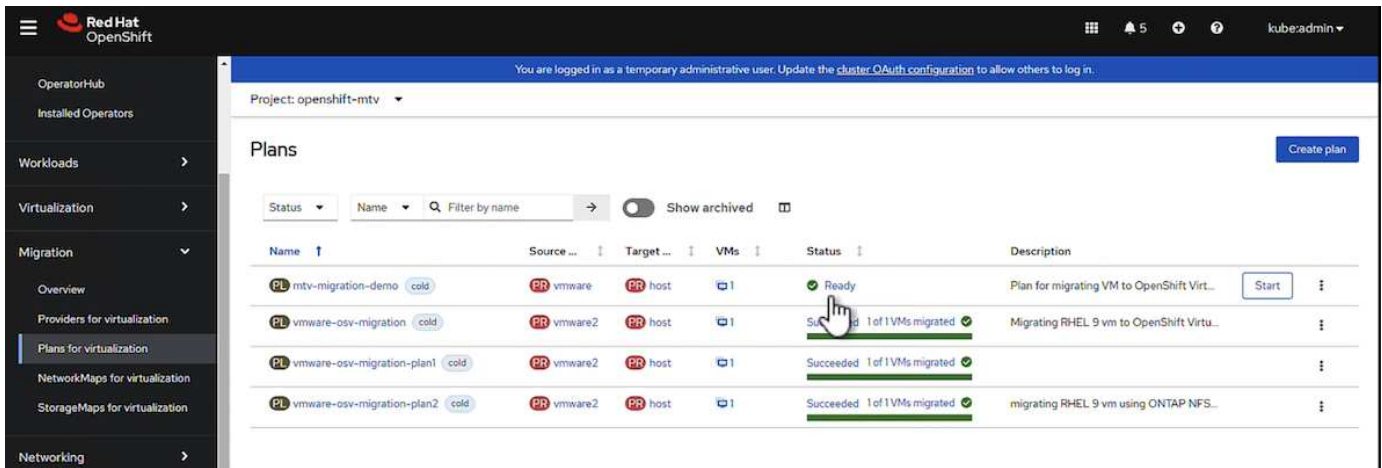 Red Hat
OpenShift
5
kube:admin
You are logged in as a temporary administrative user. Update the cluster OAuth configuration to allow others to log in.
OperatorHub
Installed Operators
Workloads
Virtualization
Migration
Overview
Providers for virtualization
Plans for virtualization
NetworkMaps for virtualization
StorageMaps for virtualization
Networking
Project: openshift-mtv
Plans
Create plan
Status Name Filter by name Show archived
Name Source ... Target ... VMs Status Description
PL mtv-migration-demo cold PR vmware PR host 1 Ready Plan for migrating VM to OpenShift Virt... Start
PL vmware-osv-migration cold PR vmware2 PR host 1 1 of 1 VMs migrated Migrating RHEL 9 vm to OpenShift Virtu...
PL vmware-osv-migration-plan1 cold PR vmware2 PR host 1 Succeeded 1 of 1 VMs migrated
PL vmware-osv-migration-plan2 cold PR vmware2 PR host 1 Succeeded 1 of 1 VMs migrated migrating RHEL 9 vm using ONTAP NFS...